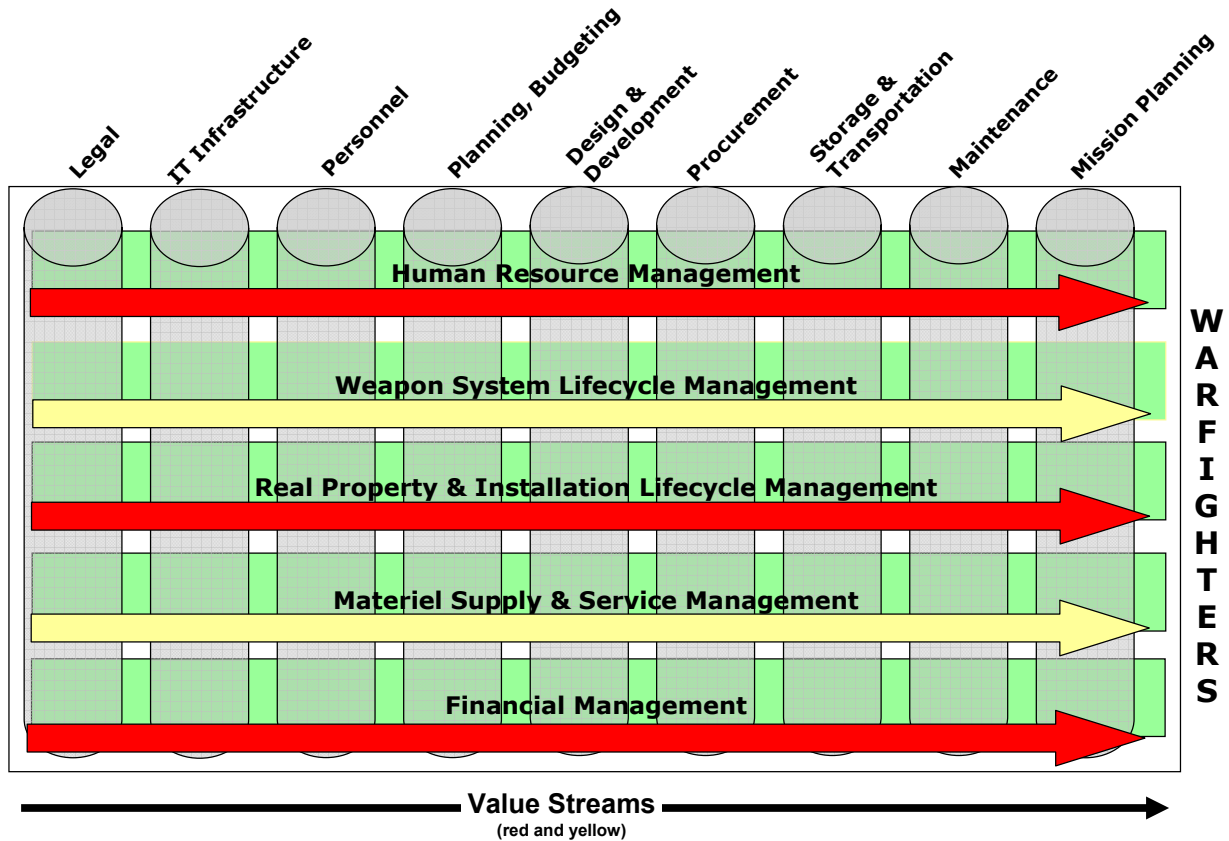 Legal
IT Infrastructure
Personnel
Planning, Budgeting
Design &
Development
Procurement
Storage &
Transportation
Maintenance
Mission Planning
Human Resource Management
Weapon System Lifecycle Management
Real Property & Installation Lifecycle Management
Materiel Supply & Service Management
Financial Management
WARFIGHTERS
Value Streams
(red and yellow)